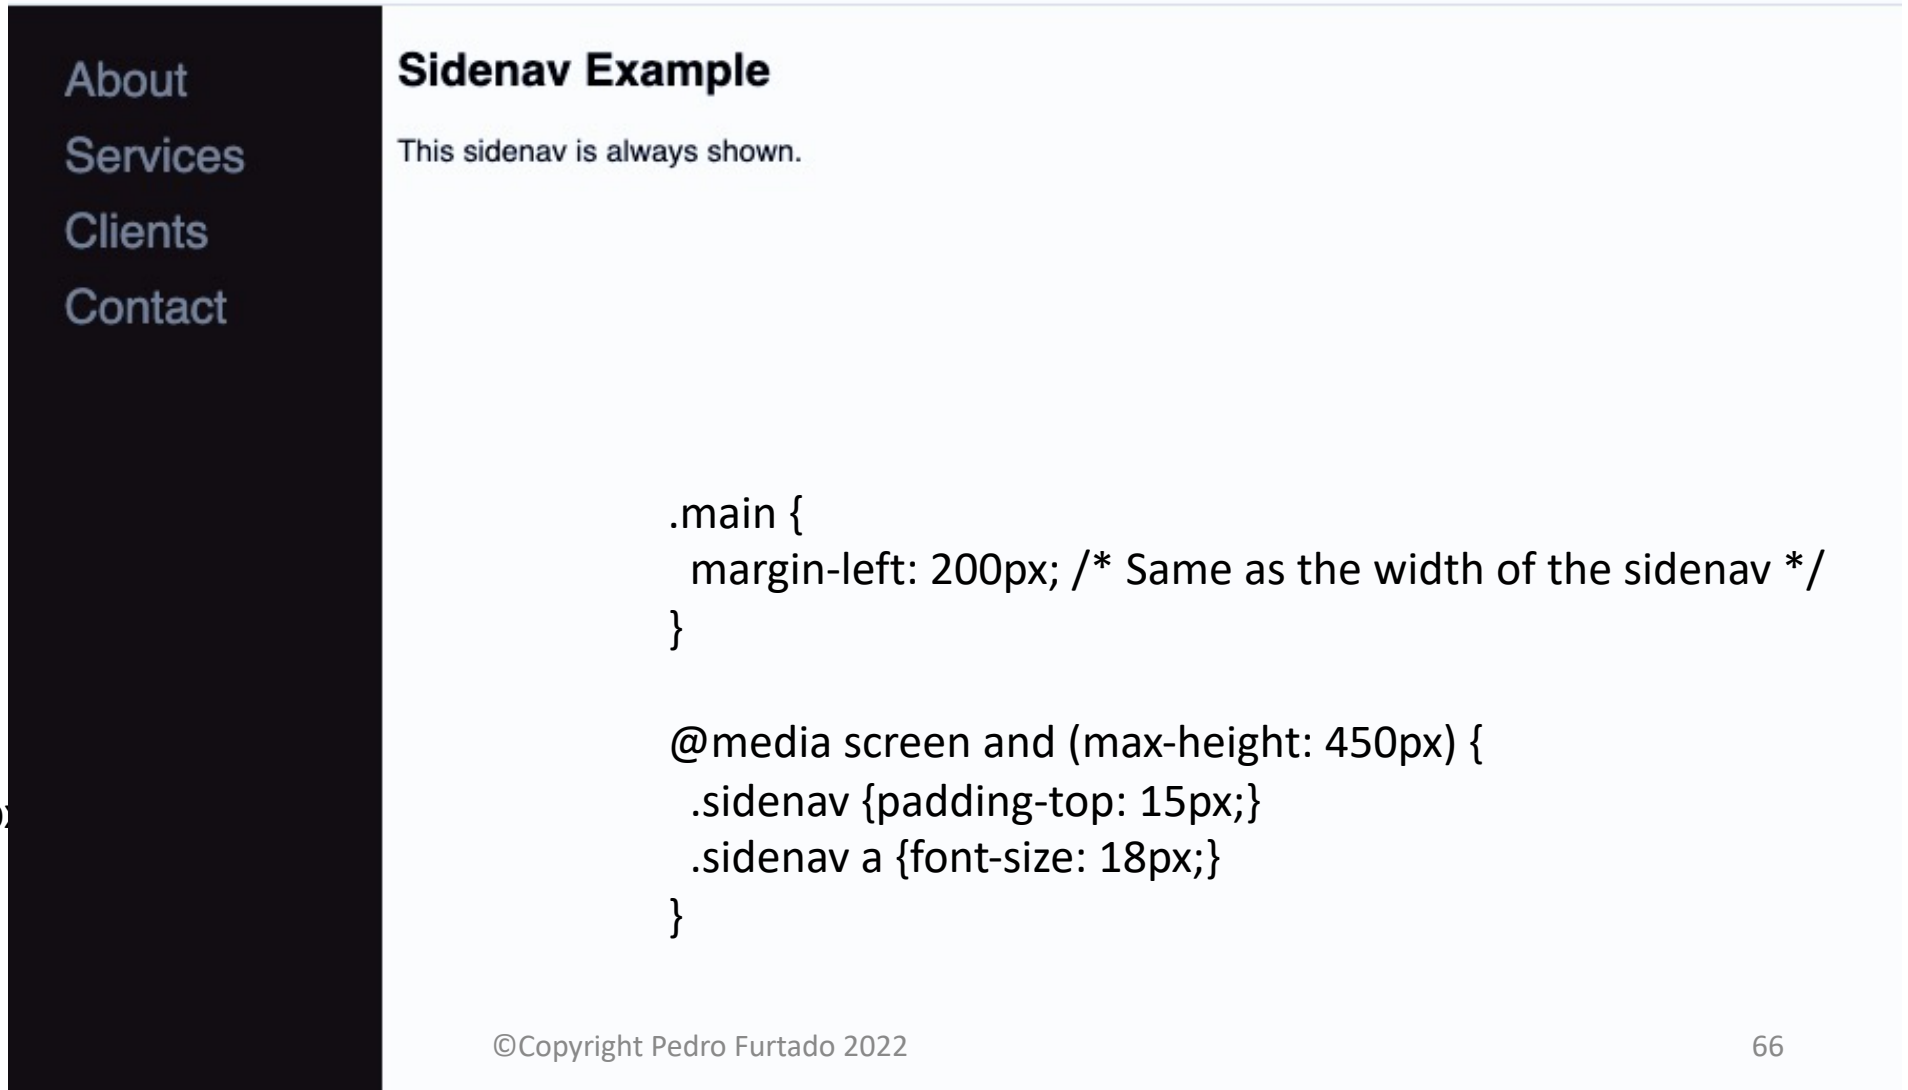 About
Services
Clients
Contact
Sidenav Example
This sidenav is always shown.
.main {
margin-left: 200px; /* Same as the width of the sidenav */
}
@media screen and (max-height: 450px) {
.sidenav {padding-top: 15px;}
.sidenav a {font-size: 18px;}
}
©Copyright Pedro Furtado 2022
66